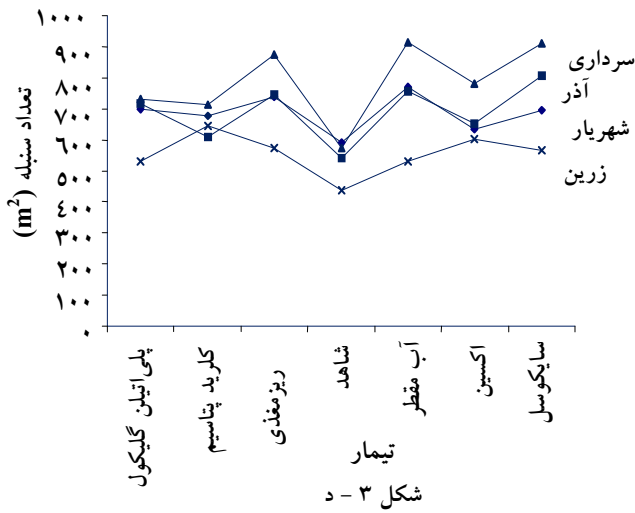 ۱۰۰۰
۹۰۰
۸۰۰
۷۰۰
۶۰۰
۵۰۰
۴۰۰
۳۰۰
۲۰۰
۱۰۰
۰
تعداد سنبله (m²)
سرداری
آذر
شهریار
زرین
پلی‌اتیلن گلیکول
کلرید پتاسیم
ریزمغذی
شاهد
آب مقطر
اکسین
سایکوسل
تیمار
شکل ۳ - د